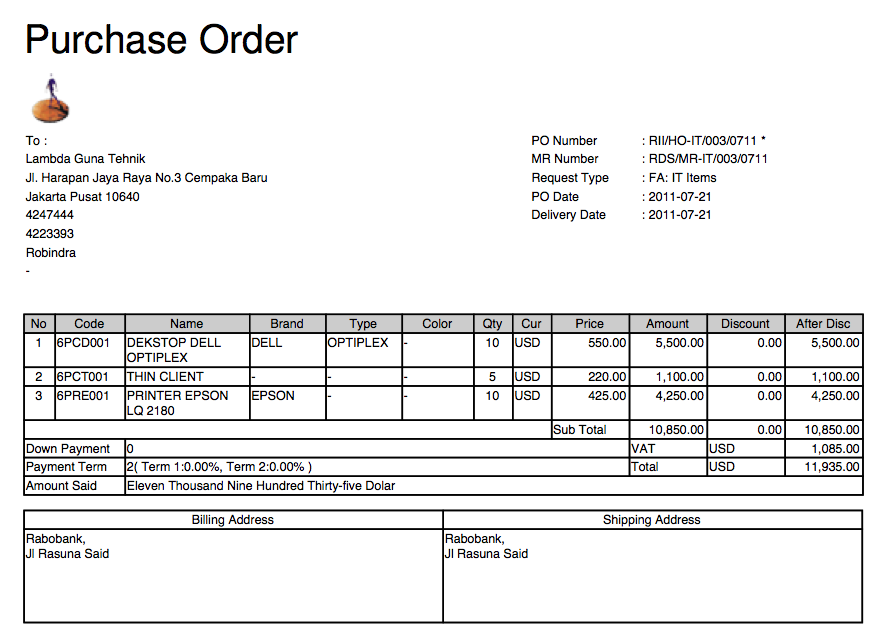 Purchase Order
To :
Lambda Guna Tehnik
Jl. Harapan Jaya Raya No.3 Cempaka Baru
Jakarta Pusat 10640
4247444
4223393
Robindra
-
PO Number : RII/HO-IT/003/0711 *
MR Number : RDS/MR-IT/003/0711
Request Type : FA: IT Items
PO Date : 2011-07-21
Delivery Date : 2011-07-21
No Code Name Brand Type Color Qty Cur Price Amount Discount After Disc
1 6PCD001 DEKSTOP DELL DELL OPTIPLEX - 10 USD 550.00 5,500.00 0.00 5,500.00
OPTIPLEX
2 6PCT001 THIN CLIENT - - - 5 USD 220.00 1,100.00 0.00 1,100.00
3 6PRE001 PRINTER EPSON EPSON - - 10 USD 425.00 4,250.00 0.00 4,250.00
LQ 2180
Sub Total 10,850.00 0.00 10,850.00
Down Payment 0 VAT USD 1,085.00
Payment Term 2( Term 1:0.00%, Term 2:0.00% ) Total USD 11,935.00
Amount Said Eleven Thousand Nine Hundred Thirty-five Dolar
Billing Address Shipping Address
Rabobank, Rabobank,
Jl Rasuna Said Jl Rasuna Said